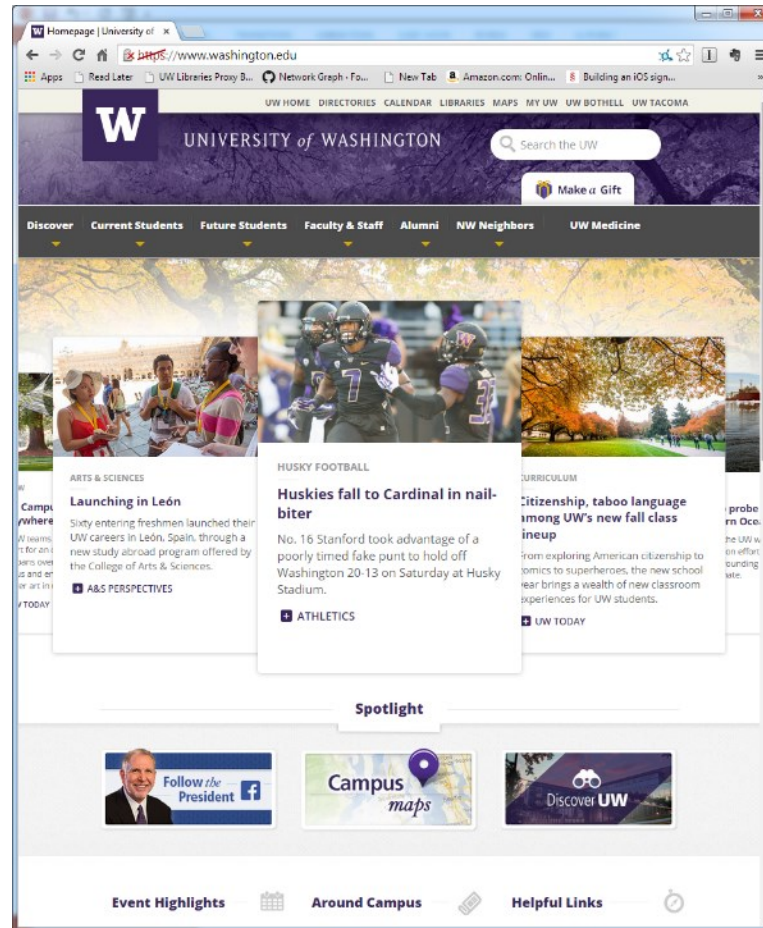 W Homepage | University of ×
https://www.washington.edu
Apps Read Later UW Libraries Proxy B... Network Graph · Fo... New Tab Amazon.com: Onlin... Building an iOS sign... »
UW HOME DIRECTORIES CALENDAR LIBRARIES MAPS MY UW UW BOTHELL UW TACOMA
W
UNIVERSITY of WASHINGTON
Search the UW
Make a Gift
Discover Current Students Future Students Faculty & Staff Alumni NW Neighbors UW Medicine
ARTS & SCIENCES
Launching in León
Sixty entering freshmen launched their
UW careers in León, Spain, through a
new study abroad program offered by
the College of Arts & Sciences.
A&S PERSPECTIVES
7
W
HUSKY FOOTBALL
Huskies fall to Cardinal in nail-
biter
No. 16 Stanford took advantage of a
poorly timed fake punt to hold off
Washington 20-13 on Saturday at Husky
Stadium.
ATHLETICS
CURRICULUM
Citizenship, taboo language
among UW's new fall class
lineup
From exploring American citizenship to
comics to superheroes, the new school
year brings a wealth of new classroom
experiences for UW students.
UW TODAY
probe
Spotlight
Follow the
President
Campus
maps
Discover UW
Event Highlights Around Campus Helpful Links